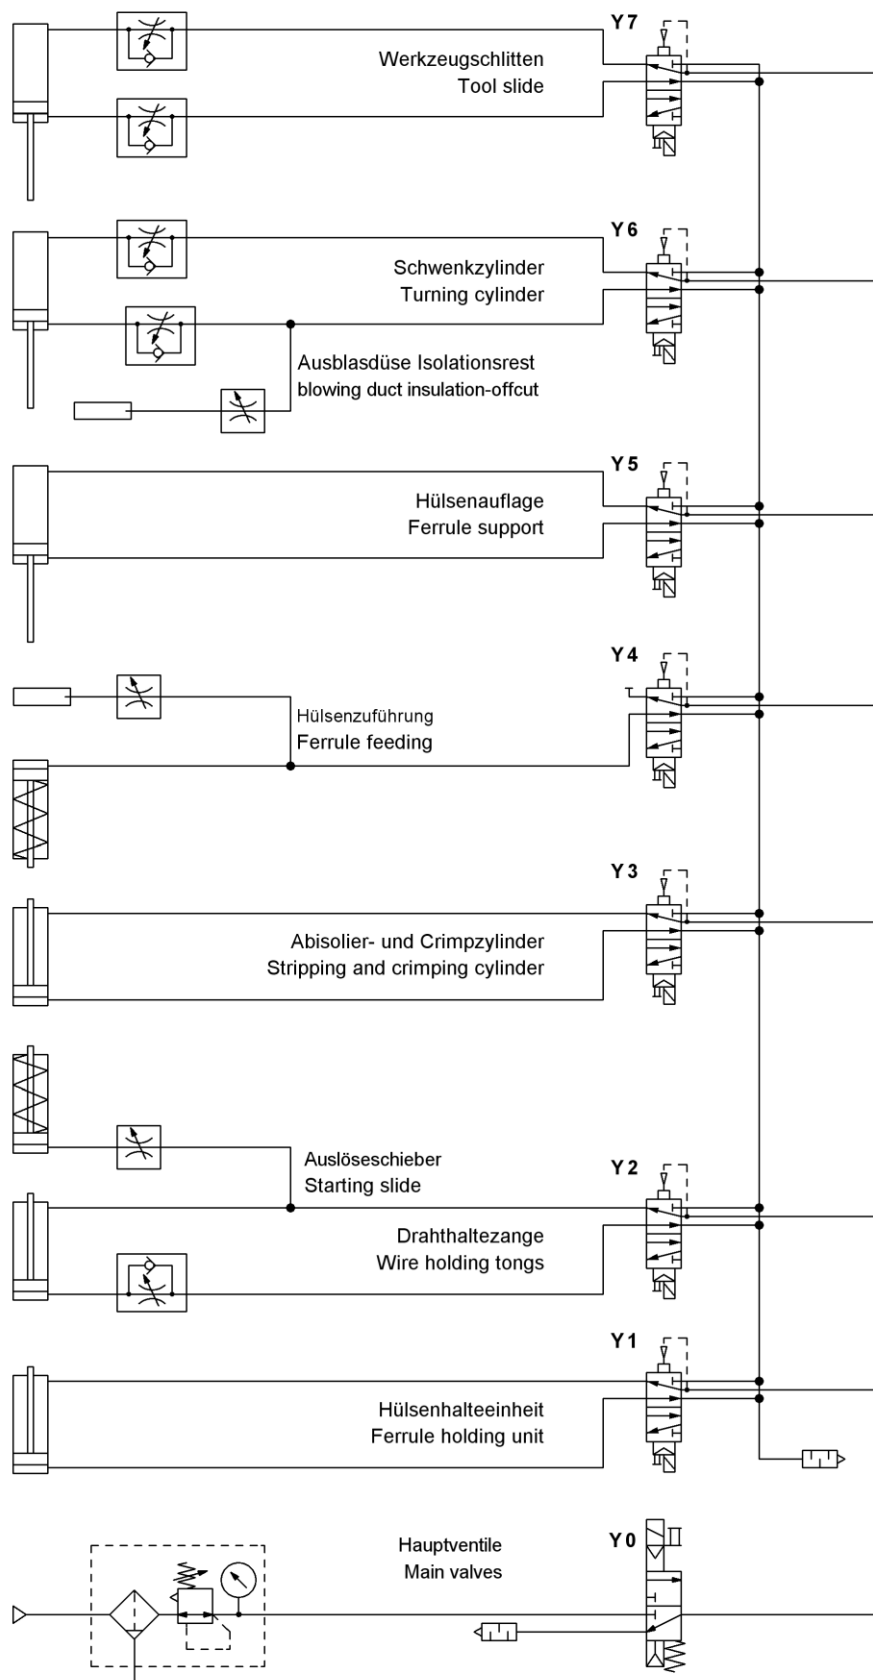 Y7
Werkzeugschlitten
Tool slide
Y6
Schwenkzylinder
Turning cylinder
Ausblasdüse Isolationsrest
blowing duct insulation-offcut
Y5
Hülsenauflage
Ferrule support
Y4
Hülsenzuführung
Ferrule feeding
Y3
Abisolier- und Crimpzylinder
Stripping and crimping cylinder
Auslöseschieber
Starting slide
Y2
Drahthaltezange
Wire holding tongs
Y1
Hülsenhalteeinheit
Ferrule holding unit
Hauptventile
Main valves
Y0